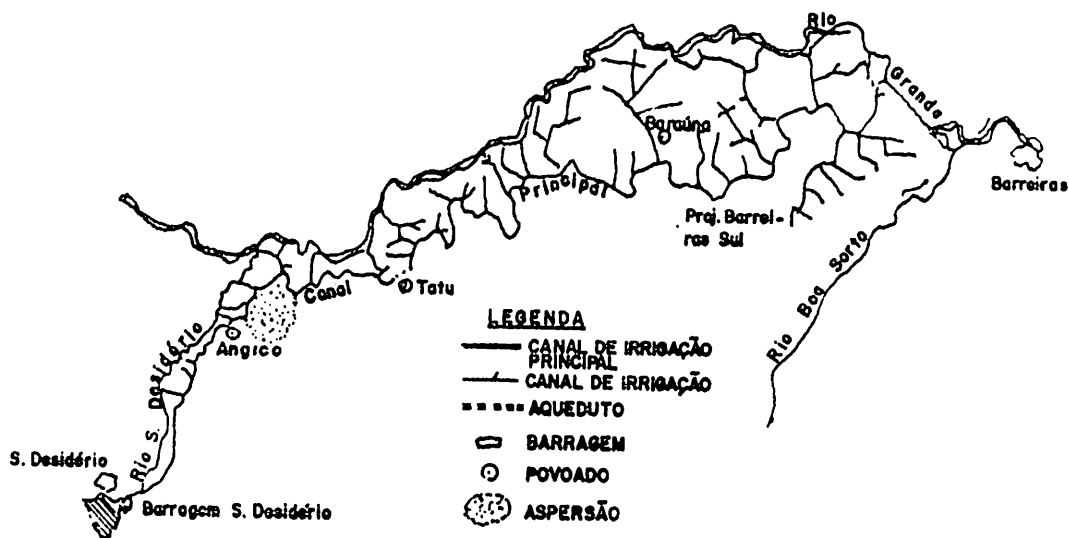 Rio
Grande
Baraúna
Barreiras
Principal
Proj. Barrei-
ras Sul
Rio Boa Sorte
Canal
Tatu
Angico
Rio S. Desidério
S. Desidério
Barragem S. Desidério
LEGENDA
CANAL DE IRRIGAÇÃO
PRINCIPAL
CANAL DE IRRIGAÇÃO
AQUEDUTO
BARRAGEM
POVOADO
ASPERSÃO